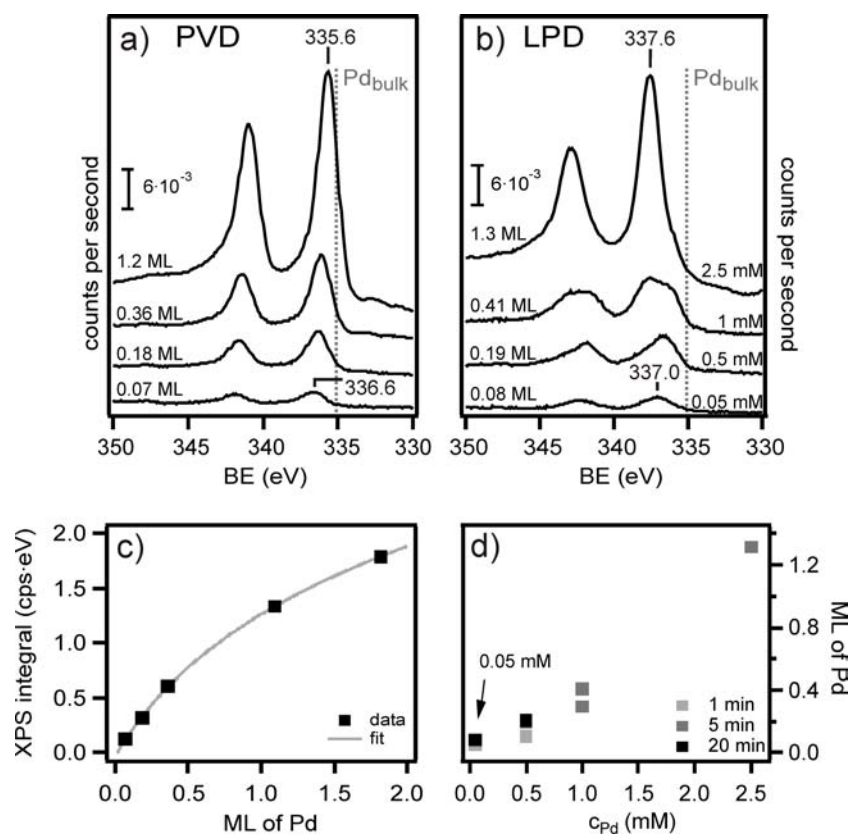 a) PVD
335.6
Pd_bulk
6·10⁻³
1.2 ML
0.36 ML
0.18 ML
0.07 ML
336.6
counts per second
350 345 340 335 330
BE (eV)
b) LPD
337.6
Pd_bulk
6·10⁻³
1.3 ML
2.5 mM
0.41 ML
1 mM
0.19 ML
0.5 mM
337.0
0.08 ML
0.05 mM
counts per second
350 345 340 335 330
BE (eV)
c)
XPS integral (cps·eV)
2.0
1.5
1.0
0.5
0.0
data
fit
0.0 0.5 1.0 1.5 2.0
ML of Pd
d)
0.05 mM
1 min
5 min
20 min
1.2
0.8
0.4
0.0
ML of Pd
0.0 0.5 1.0 1.5 2.0 2.5
c_Pd (mM)